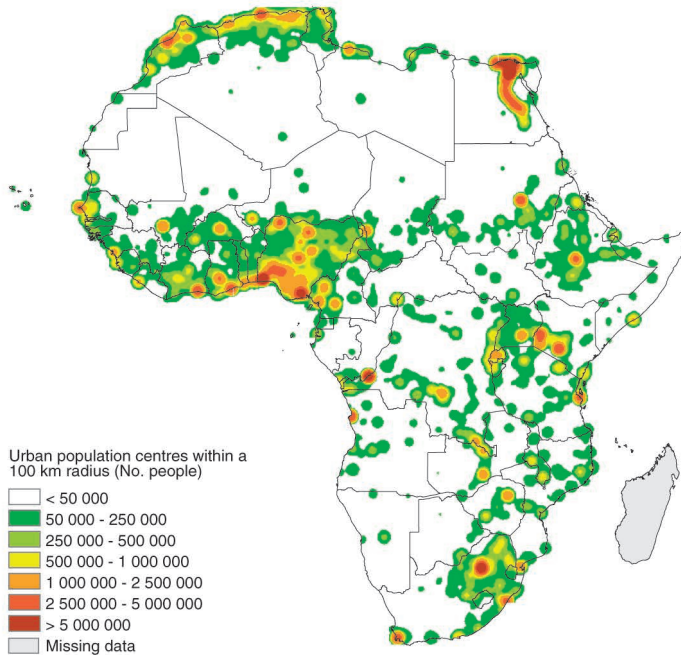 Urban population centres within a
100 km radius (No. people)
< 50 000
50 000 - 250 000
250 000 - 500 000
500 000 - 1 000 000
1 000 000 - 2 500 000
2 500 000 - 5 000 000
> 5 000 000
Missing data